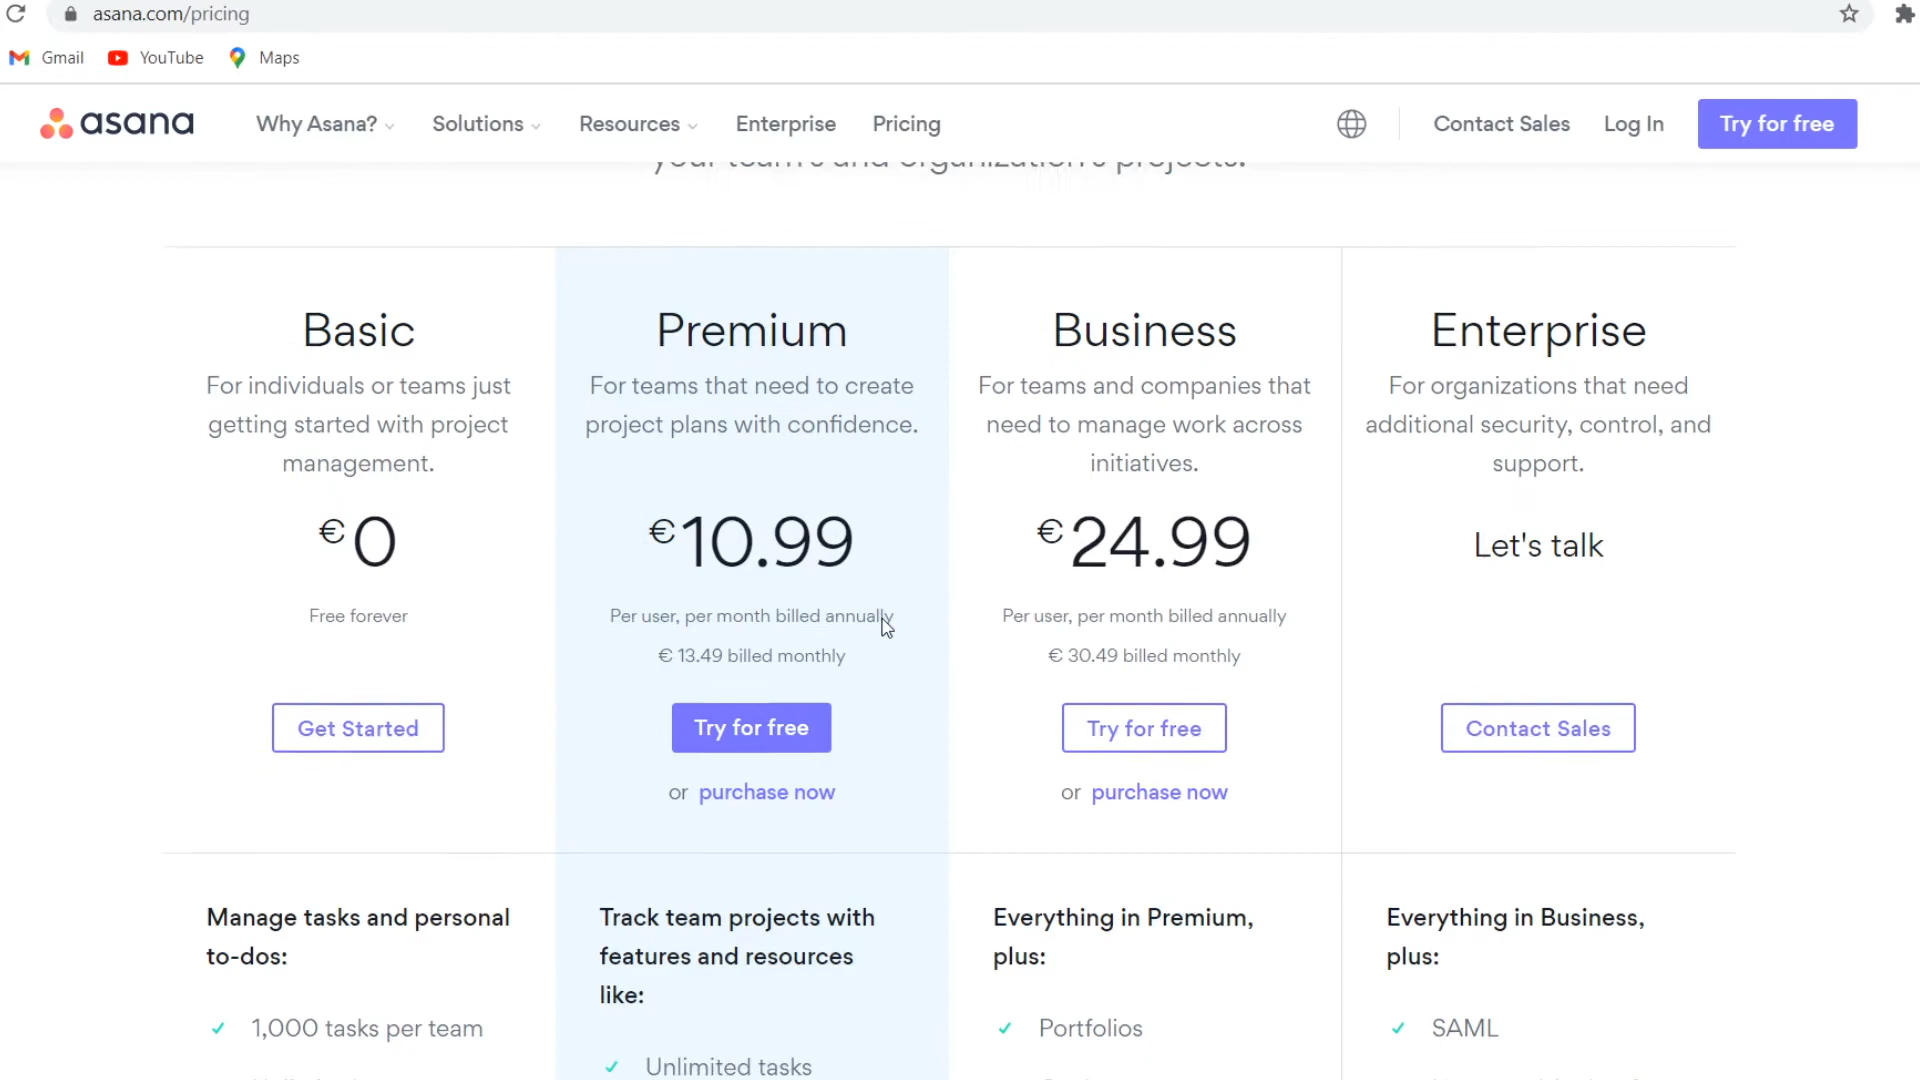 asana.com/pricing
Gmail YouTube Maps
asana Why Asana? Solutions Resources Enterprise Pricing Contact Sales Log In Try for free
your team's and organization's projects.
Basic
For individuals or teams just
getting started with project
management.
€0
Free forever
Get Started
Manage tasks and personal
to-dos:
1,000 tasks per team
Premium
For teams that need to create
project plans with confidence.
€10.99
Per user, per month billed annually
€ 13.49 billed monthly
Try for free
or purchase now
Track team projects with
features and resources
like:
Unlimited tasks
Business
For teams and companies that
need to manage work across
initiatives.
€24.99
Per user, per month billed annually
€ 30.49 billed monthly
Try for free
or purchase now
Everything in Premium,
plus:
Portfolios
Enterprise
For organizations that need
additional security, control, and
support.
Let's talk
Contact Sales
Everything in Business,
plus:
SAML